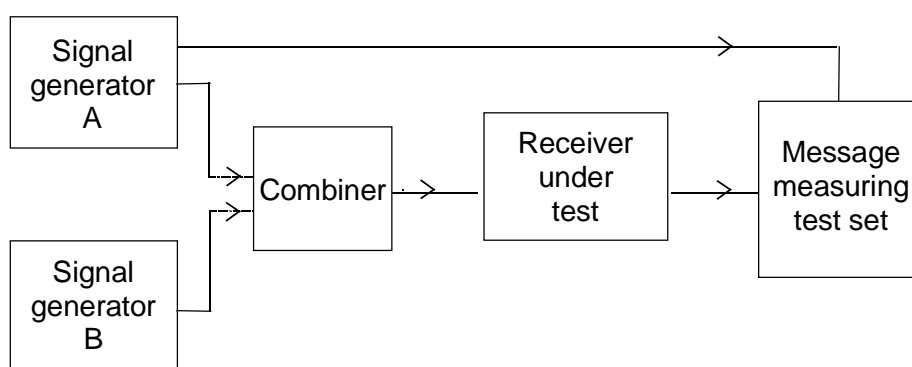 Signal
generator
A
Combiner
Receiver
under
test
Message
measuring
test set
Signal
generator
B